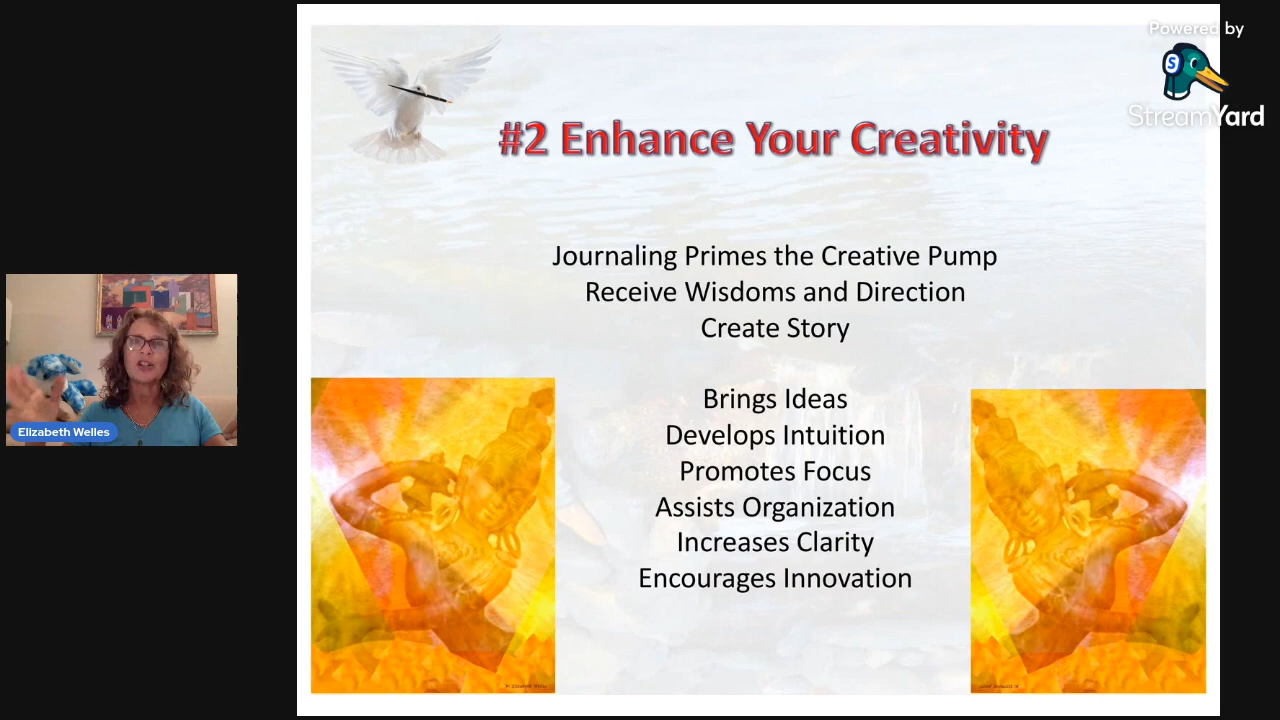 Powered by
StreamYard
#2 Enhance Your Creativity
Journaling Primes the Creative Pump
Receive Wisdoms and Direction
Create Story
Brings Ideas
Develops Intuition
Promotes Focus
Assists Organization
Increases Clarity
Encourages Innovation
Elizabeth Welles